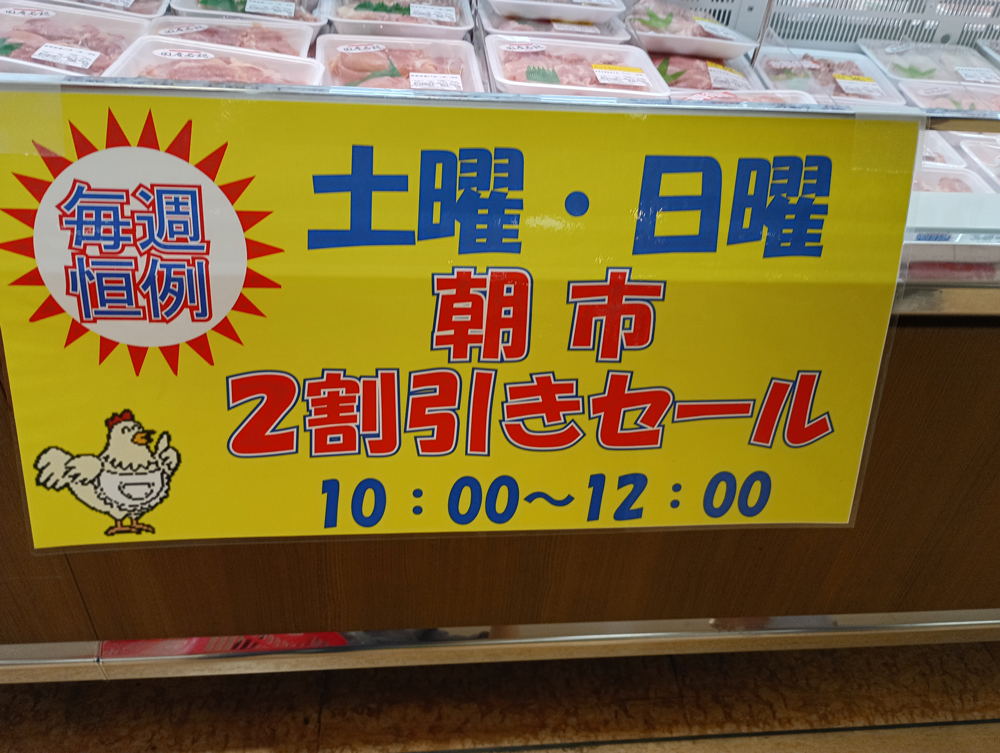 毎週
恒例
土曜・日曜
朝市
2割引きセール
10：00〜12：00